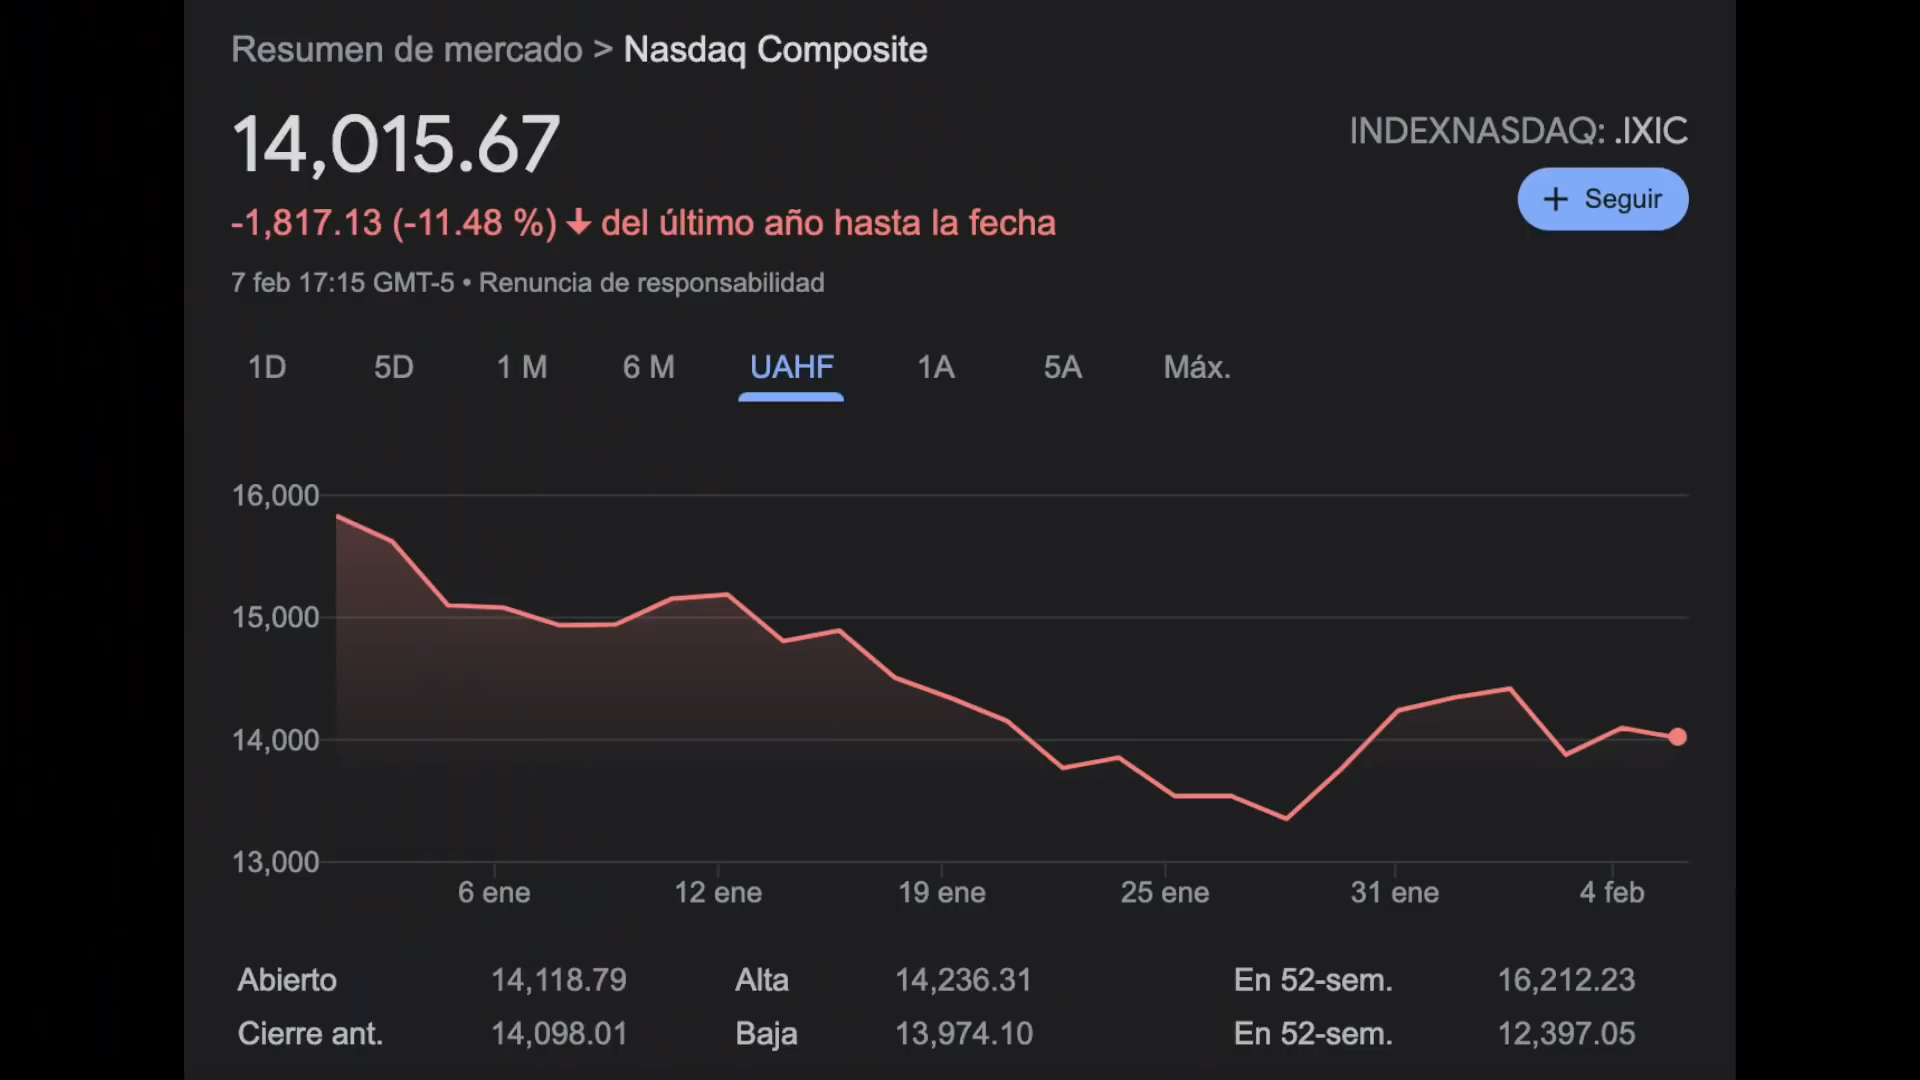 Resumen de mercado > Nasdaq Composite
14,015.67
INDEXNASDAQ: .IXIC
+ Seguir
-1,817.13 (-11.48 %) ↓ del último año hasta la fecha
7 feb 17:15 GMT-5 • Renuncia de responsabilidad
1D 5D 1 M 6 M UAHF 1A 5A Máx.
16,000
15,000
14,000
13,000
6 ene 12 ene 19 ene 25 ene 31 ene 4 feb
Abierto 14,118.79 Alta 14,236.31 En 52-sem. 16,212.23
Cierre ant. 14,098.01 Baja 13,974.10 En 52-sem. 12,397.05